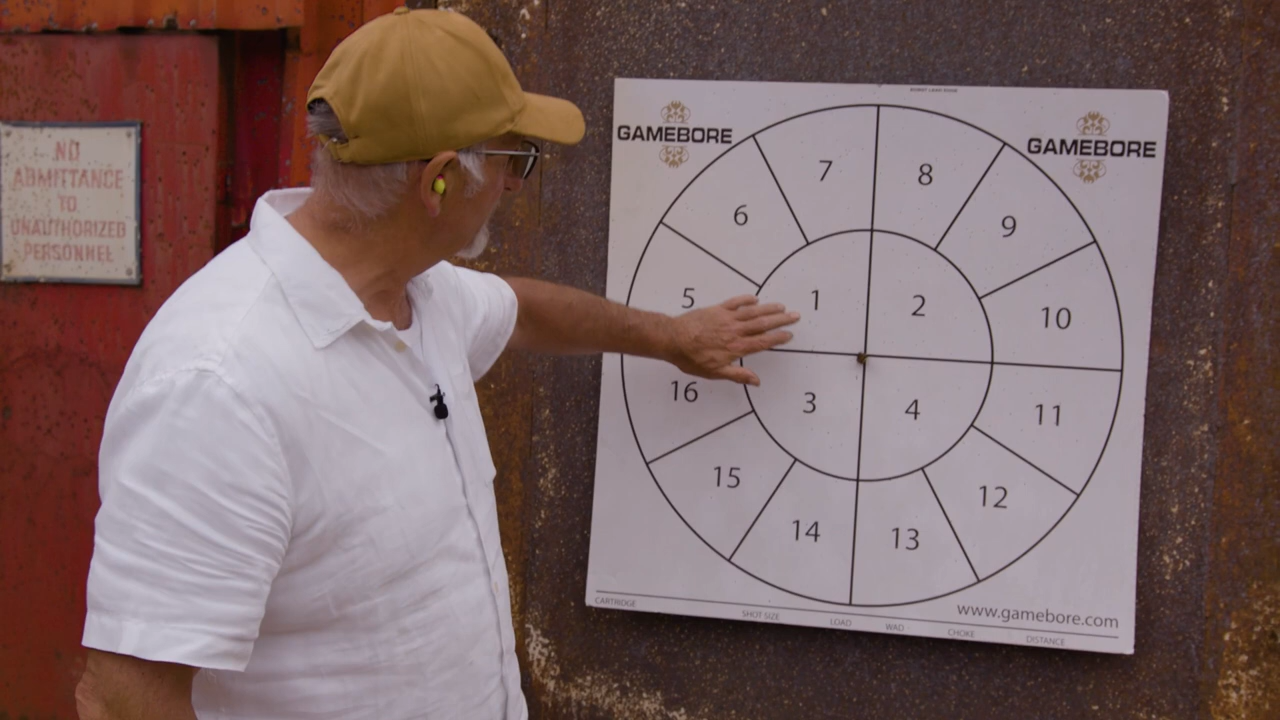 NO
ADMITTANCE
TO
UNAUTHORIZED
PERSONNEL
GAMEBORE
GAMEBORE
7
8
6
9
5
1
2
10
16
3
4
11
15
12
14
13
www.gamebore.com
CARTRIDGE
SHOT SIZE
LOAD
WAD
CHOKE
DISTANCE